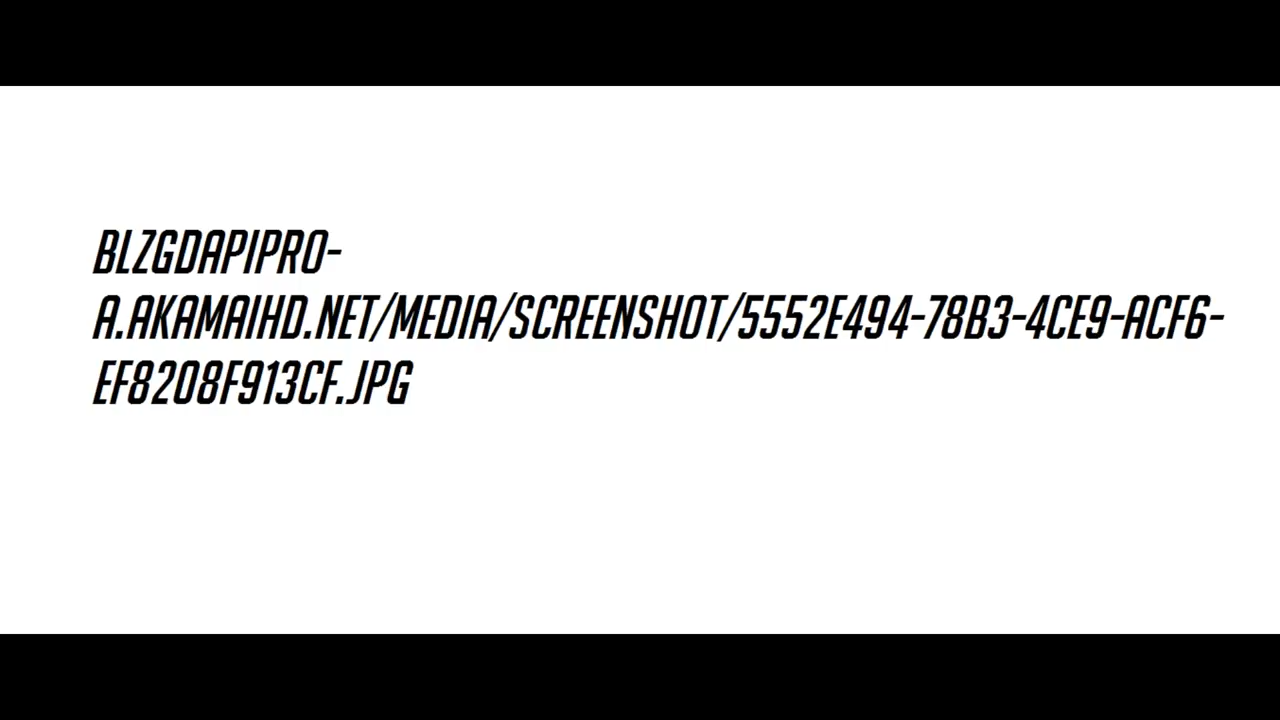 BLZGDAPIPRO-
A.AKAMAIHD.NET/MEDIA/SCREENSHOT/5552E494-78B3-4CE9-ACF6-
EF8208F913CF.JPG